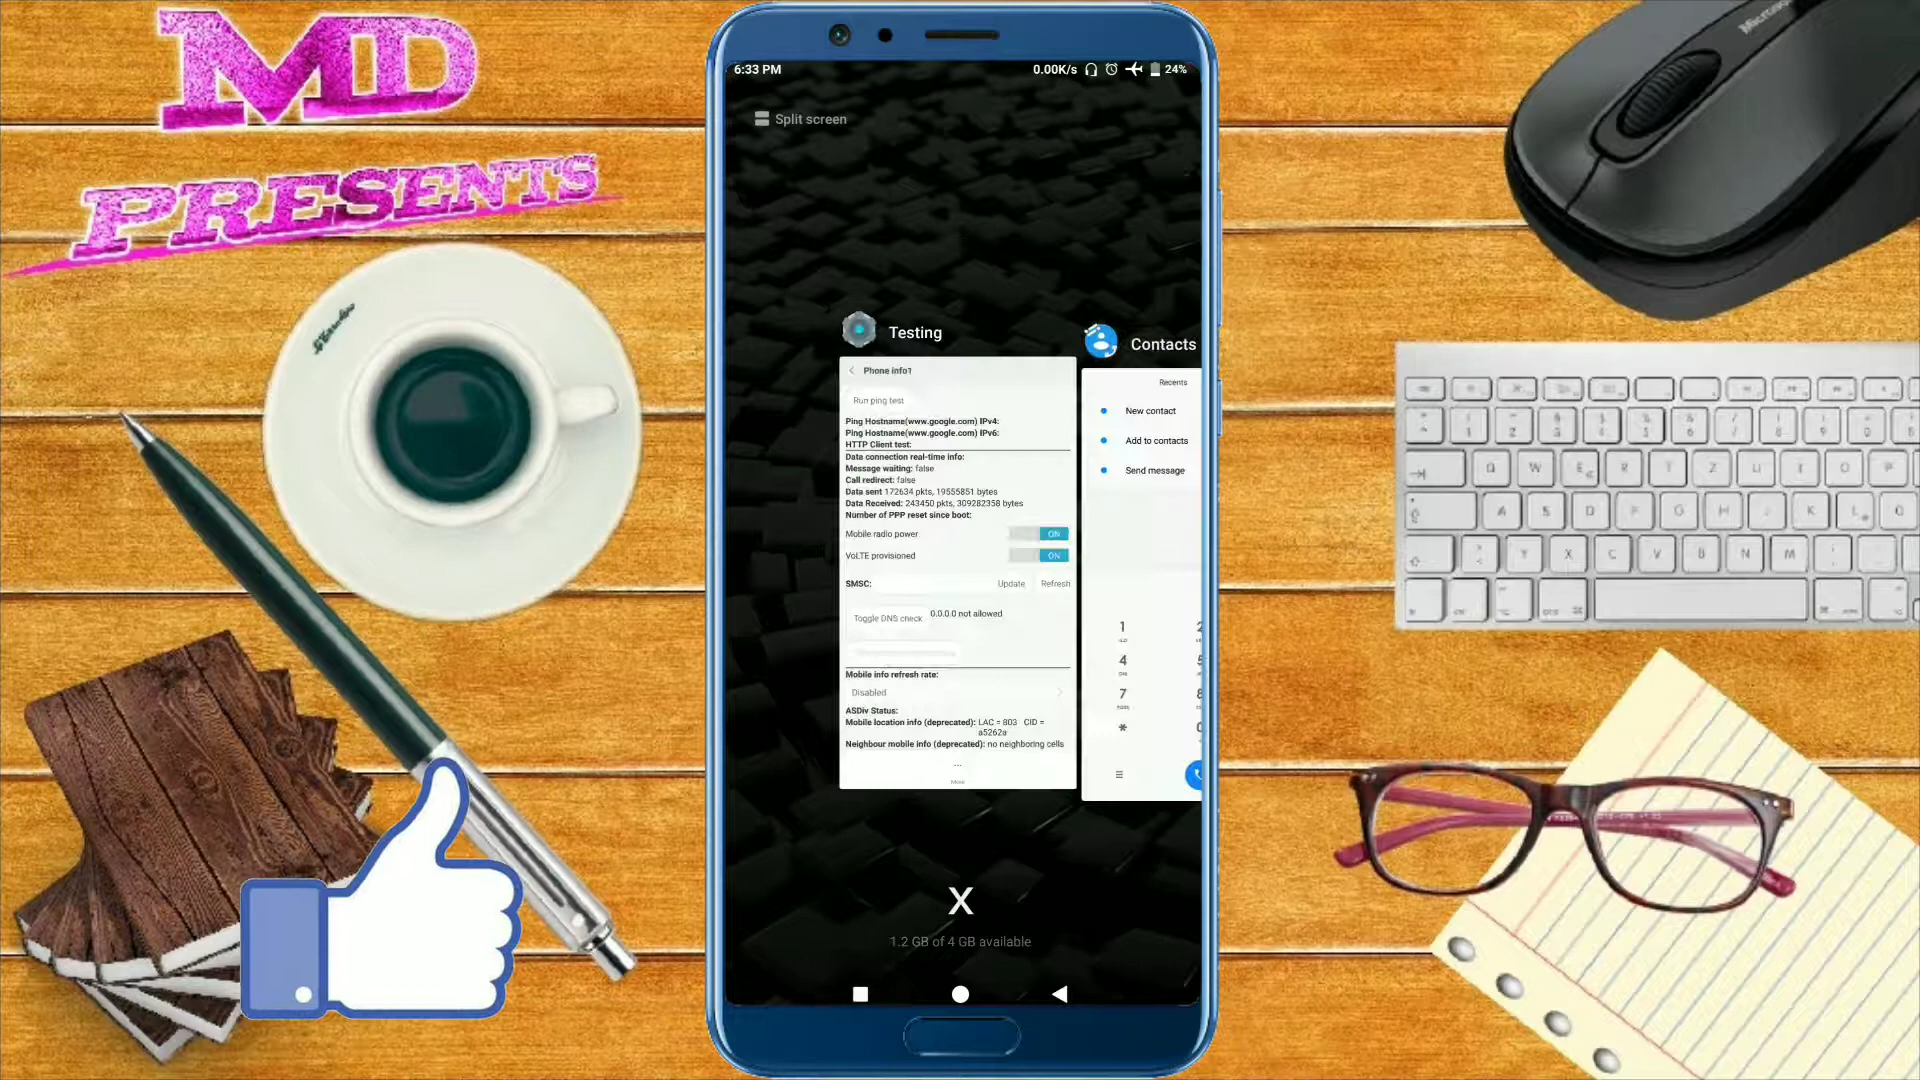 MD
PRESENTS
6:33 PM
0.00K/s
24%
Split screen
Testing
Phone info1
Run ping test
Ping Hostname(www.google.com) IPv4:
Ping Hostname(www.google.com) IPv6:
HTTP Client test:
Data connection real-time info:
Message waiting: false
Call redirect: false
Data sent 172634 pkts, 19555851 bytes
Data Received: 243450 pkts, 309282358 bytes
Number of PPP reset since boot:
Mobile radio power ON
VoLTE provisioned ON
SMSC: Update Refresh
Toggle DNS check 0.0.0.0 not allowed
Mobile info refresh rate:
Disabled
ASDiv Status:
Mobile location info (deprecated): LAC = 803 CID =
a5262a
Neighbour mobile info (deprecated): no neighboring cells
...
More
Contacts
Recents
New contact
Add to contacts
Send message
1 2
4 5
7 8
* 0
X
1.2 GB of 4 GB available